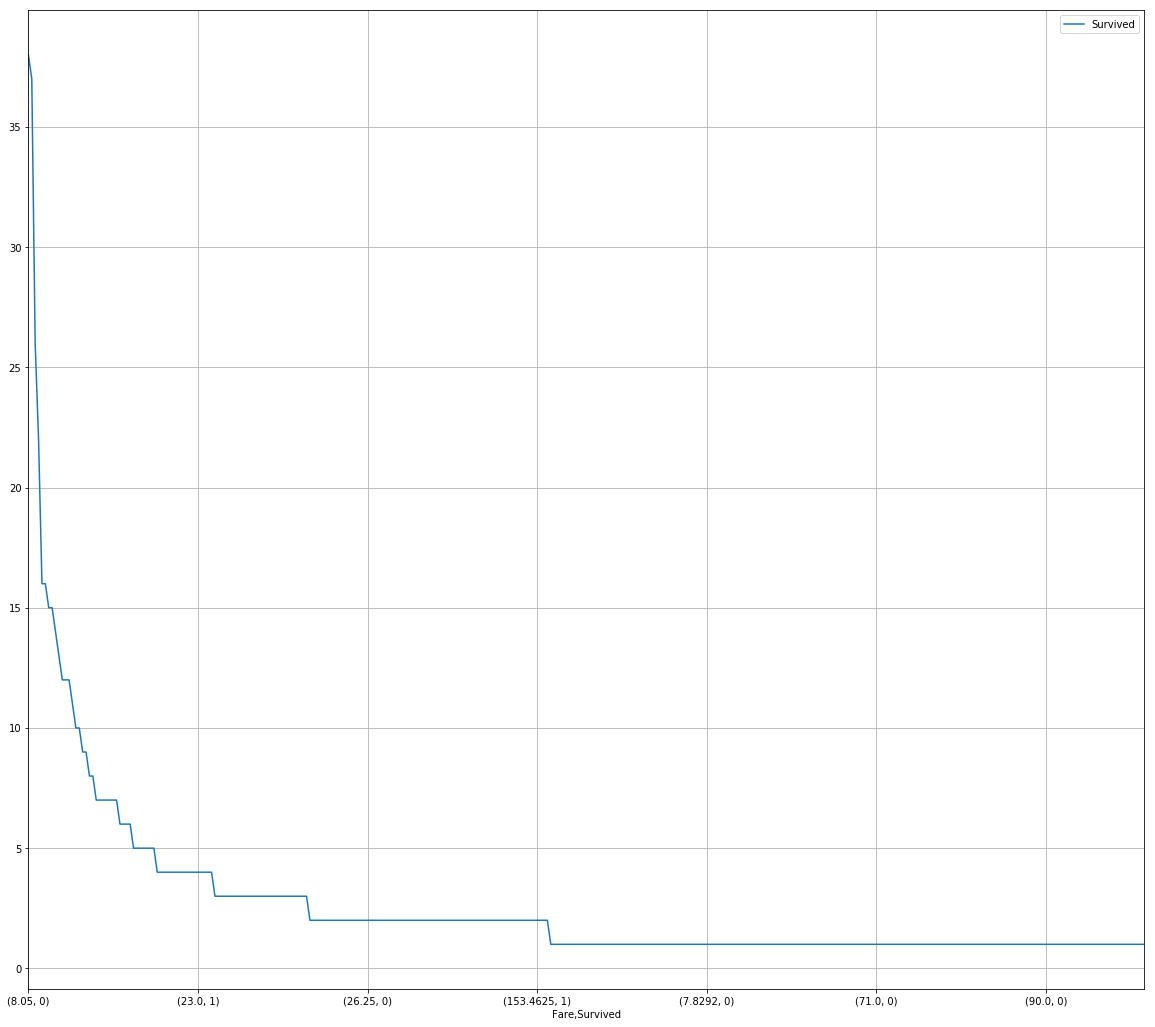 Survived
35
30
25
20
15
10
5
0
(8.05, 0) (23.0, 1) (26.25, 0) (153.4625, 1) (7.8292, 0) (71.0, 0) (90.0, 0)
Fare,Survived